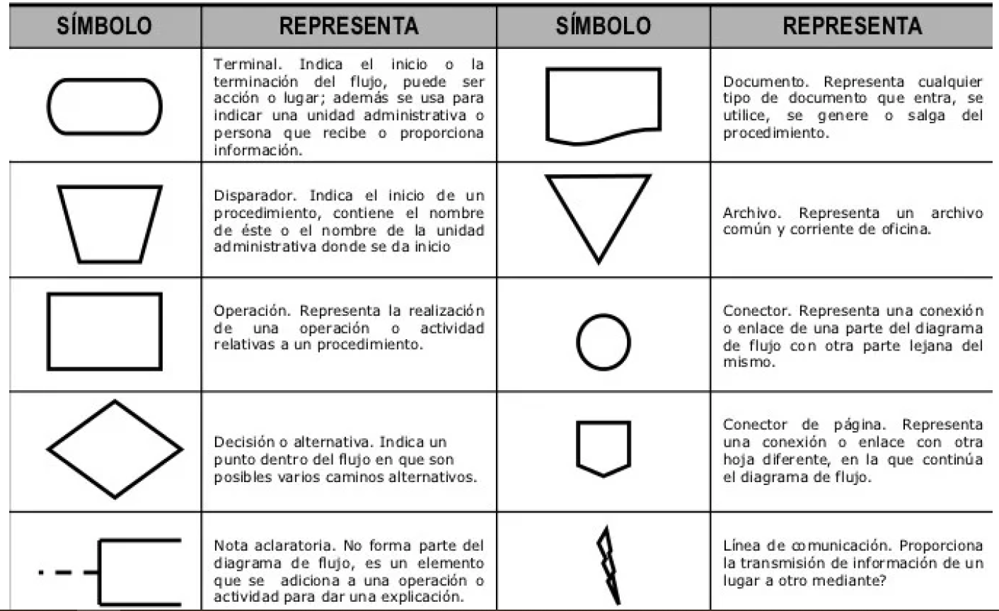 SÍMBOLO
REPRESENTA
SÍMBOLO
REPRESENTA
Terminal. Indica el inicio o la
terminación del flujo, puede ser
acción o lugar; además se usa para
indicar una unidad administrativa o
persona que recibe o proporciona
información.
Documento. Representa cualquier
tipo de documento que entra, se
utilice, se genere o salga del
procedimiento.
Disparador. Indica el inicio de un
procedimiento, contiene el nombre
de éste o el nombre de la unidad
administrativa donde se da inicio
Archivo. Representa un archivo
común y corriente de oficina.
Operación. Representa la realización
de una operación o actividad
relativas a un procedimiento.
Conector. Representa una conexión
o enlace de una parte del diagrama
de flujo con otra parte lejana del
mismo.
Decisión o alternativa. Indica un
punto dentro del flujo en que son
posibles varios caminos alternativos.
Conector de página. Representa
una conexión o enlace con otra
hoja diferente, en la que continúa
el diagrama de flujo.
Nota aclaratoria. No forma parte del
diagrama de flujo, es un elemento
que se adiciona a una operación o
actividad para dar una explicación.
Línea de comunicación. Proporciona
la transmisión de información de un
lugar a otro mediante?